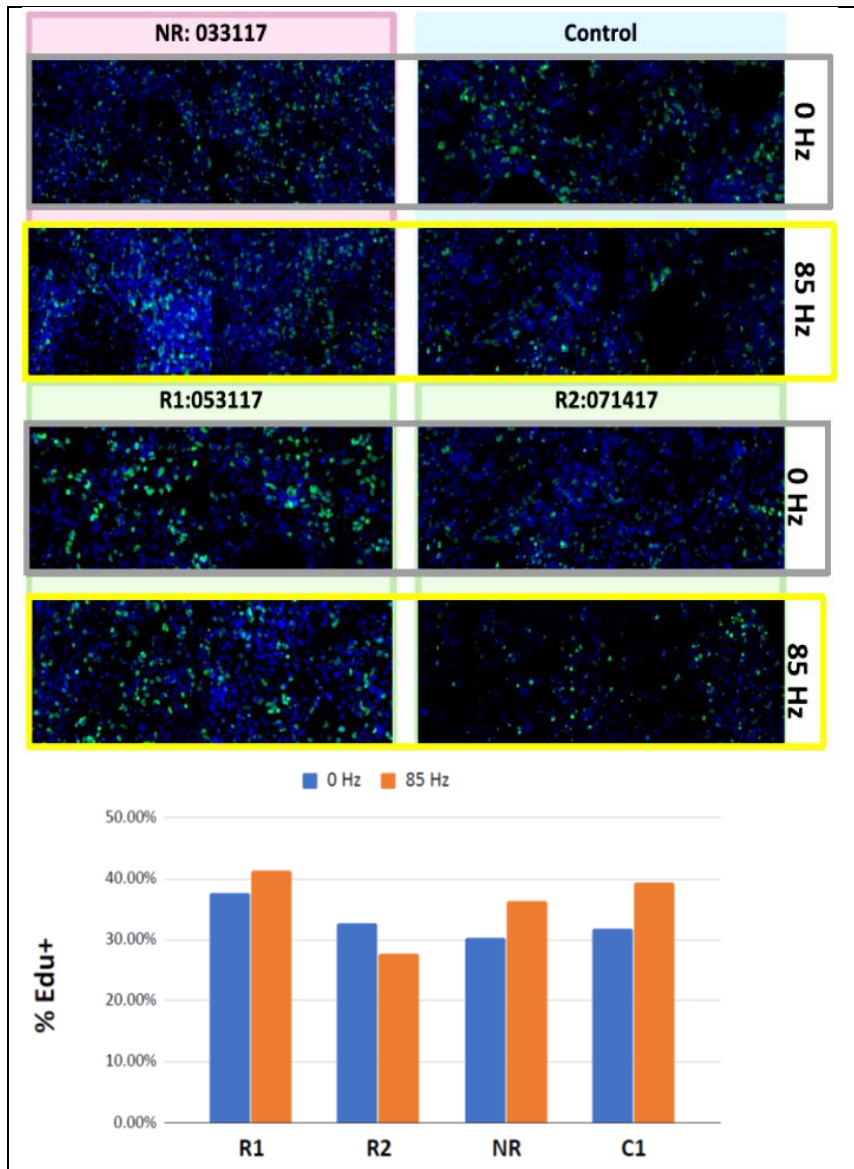 NR: 033117
Control
0 Hz
85 Hz
R1:053117
R2:071417
0 Hz
85 Hz
0 Hz
85 Hz
50.00%
40.00%
30.00%
20.00%
10.00%
0.00%
% Edu+
R1
R2
NR
C1